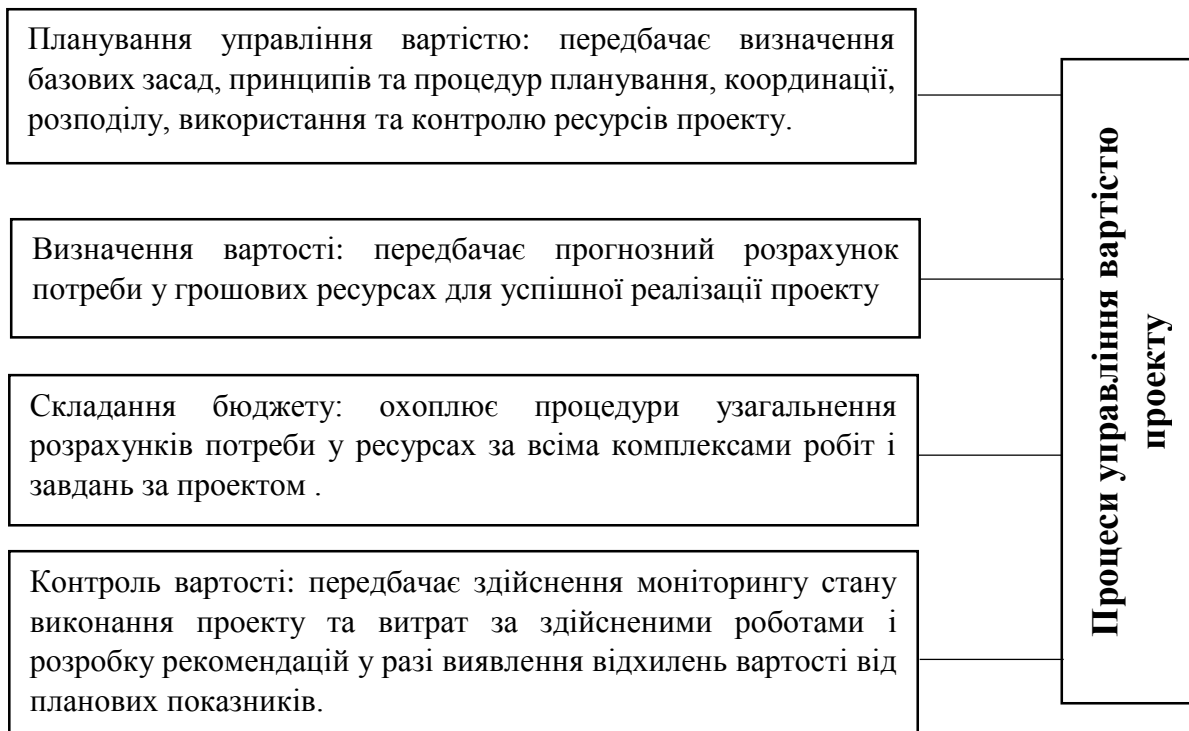 Планування управління вартістю: передбачає визначення
базових засад, принципів та процедур планування, координації,
розподілу, використання та контролю ресурсів проекту.
Визначення вартості: передбачає прогнозний розрахунок
потреби у грошових ресурсах для успішної реалізації проекту
Складання бюджету: охоплює процедури узагальнення
розрахунків потреби у ресурсах за всіма комплексами робіт і
завдань за проектом .
Контроль вартості: передбачає здійснення моніторингу стану
виконання проекту та витрат за здійсненими роботами і
розробку рекомендацій у разі виявлення відхилень вартості від
планових показників.
Процеси управління вартістю
проекту